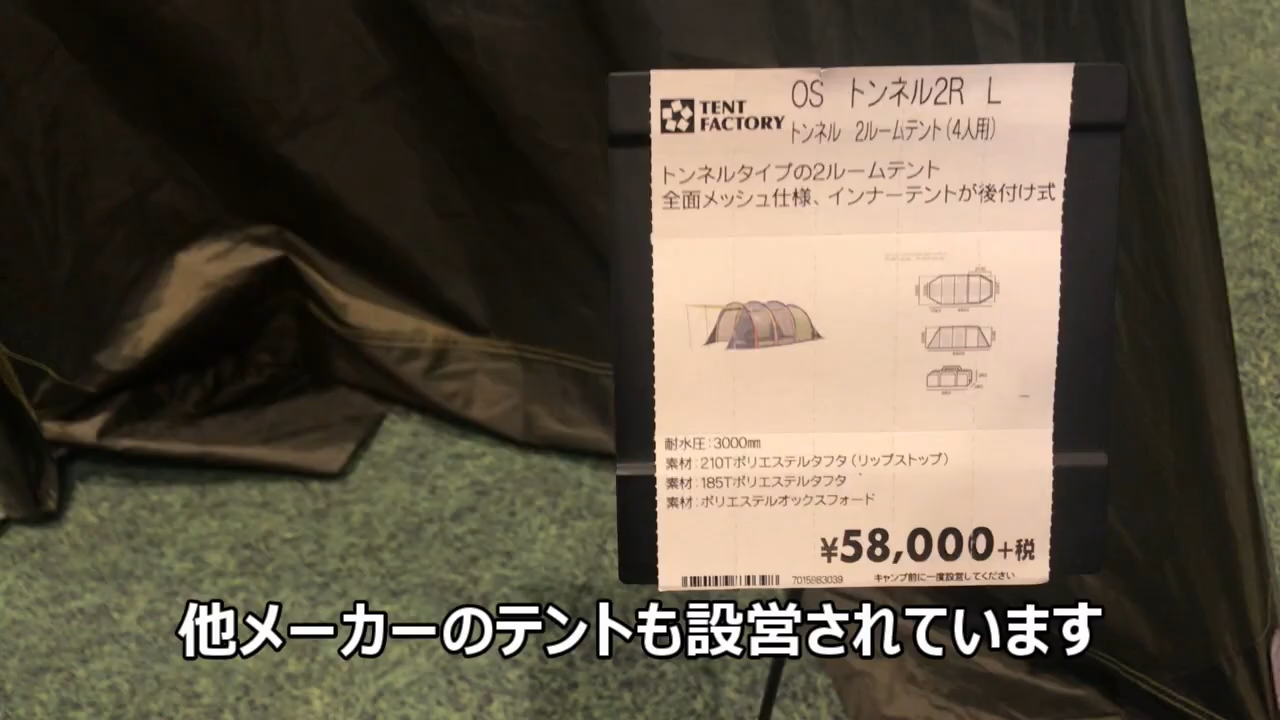 TENT
FACTORY
OS トンネル2R L
トンネル 2ルームテント(4人用)
トンネルタイプの2ルームテント
全面メッシュ仕様、インナーテントが後付け式
耐水圧:3000mm
素材:210Tポリエステルタフタ(リップストップ)
素材:185Tポリエステルタフタ
素材:ポリエステルオックスフォード
¥58,000+税
7015983039 キャンプ前に一度設営してください
他メーカーのテントも設営されています